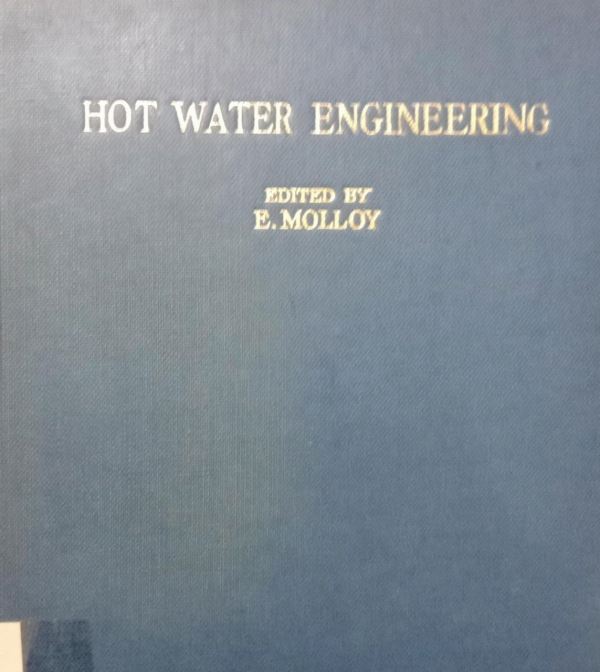 HOT WATER ENGINEERING
EDITED BY
E. MOLLOY